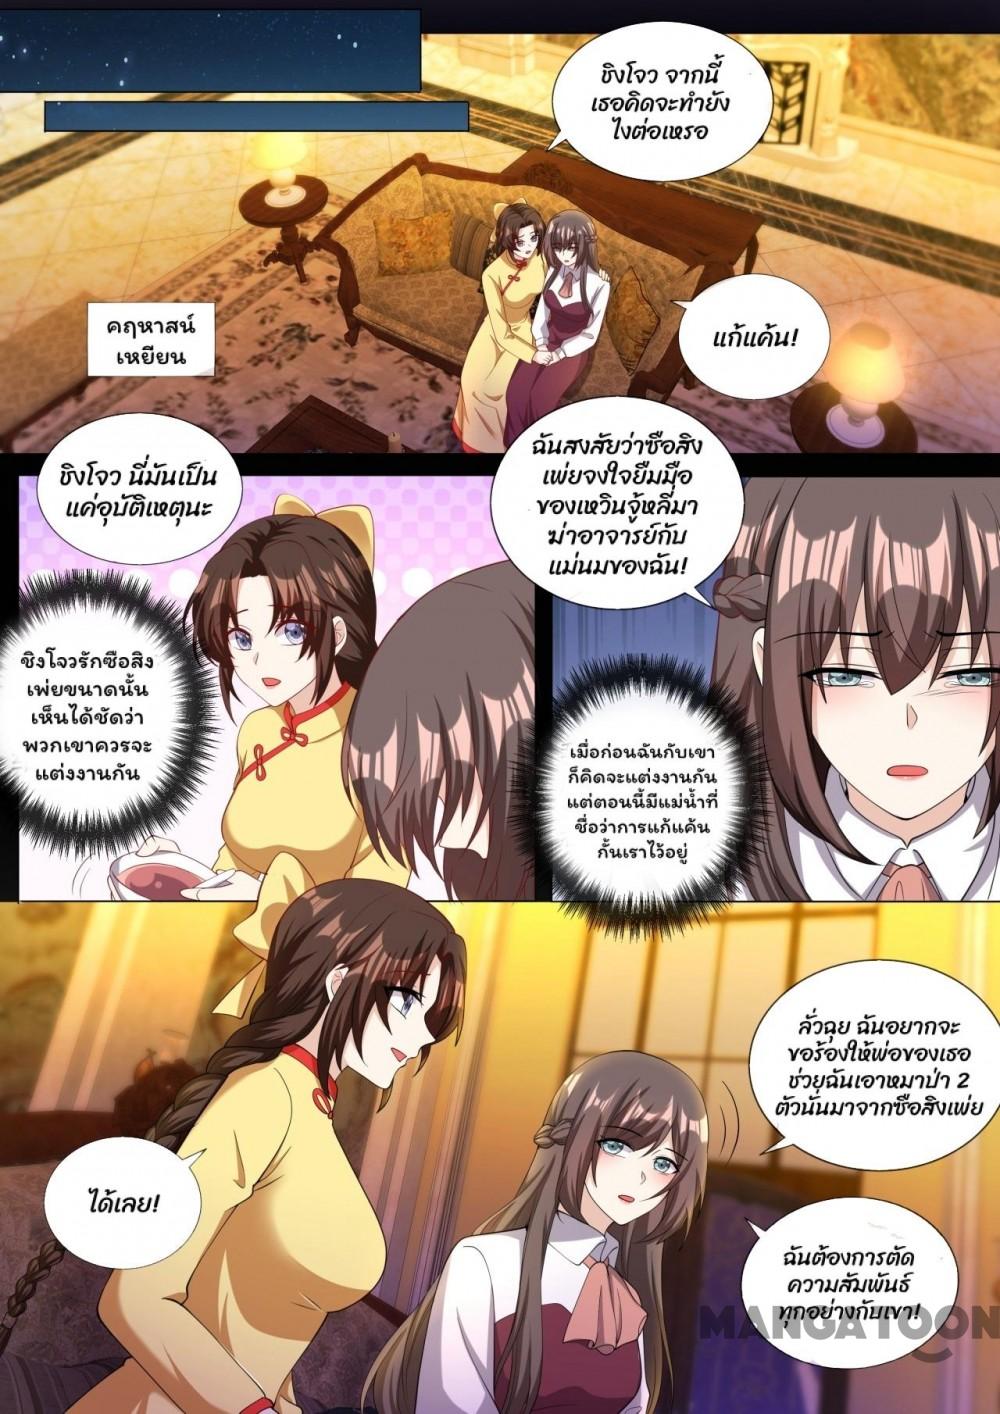 ชิงโจว จากนี้
เธอคิดจะทำยัง
ไงต่อเหรอ
คฤหาสน์
เหยียน
แก้แค้น!
ชิงโจว นี่มันเป็น
แค่อุบัติเหตุนะ
ฉันสงสัยว่าซือสิง
เพ่ยจงใจยืมมือ
ของเหวินจู้หลี่มา
ฆ่าอาจารย์กับ
แม่นมของฉัน!
ชิงโจวรักซือสิง
เพ่ยขนาดนั้น
เห็นได้ชัดว่า
พวกเขาควรจะ
แต่งงานกัน
เมื่อก่อนฉันกับเขา
ก็คิดจะแต่งงานกัน
แต่ตอนนี้มีแม่น้ำที่
ชื่อว่าการแก้แค้น
กั้นเราไว้อยู่
ลั่วฉุย ฉันอยากจะ
ขอร้องให้พ่อของเธอ
ช่วยฉันเอาหมาป่า 2
ตัวนั้นมาจากซือสิงเพ่ย
ได้เลย!
ฉันต้องการตัด
ความสัมพันธ์
ทุกอย่างกับเขา!
MANGATOON